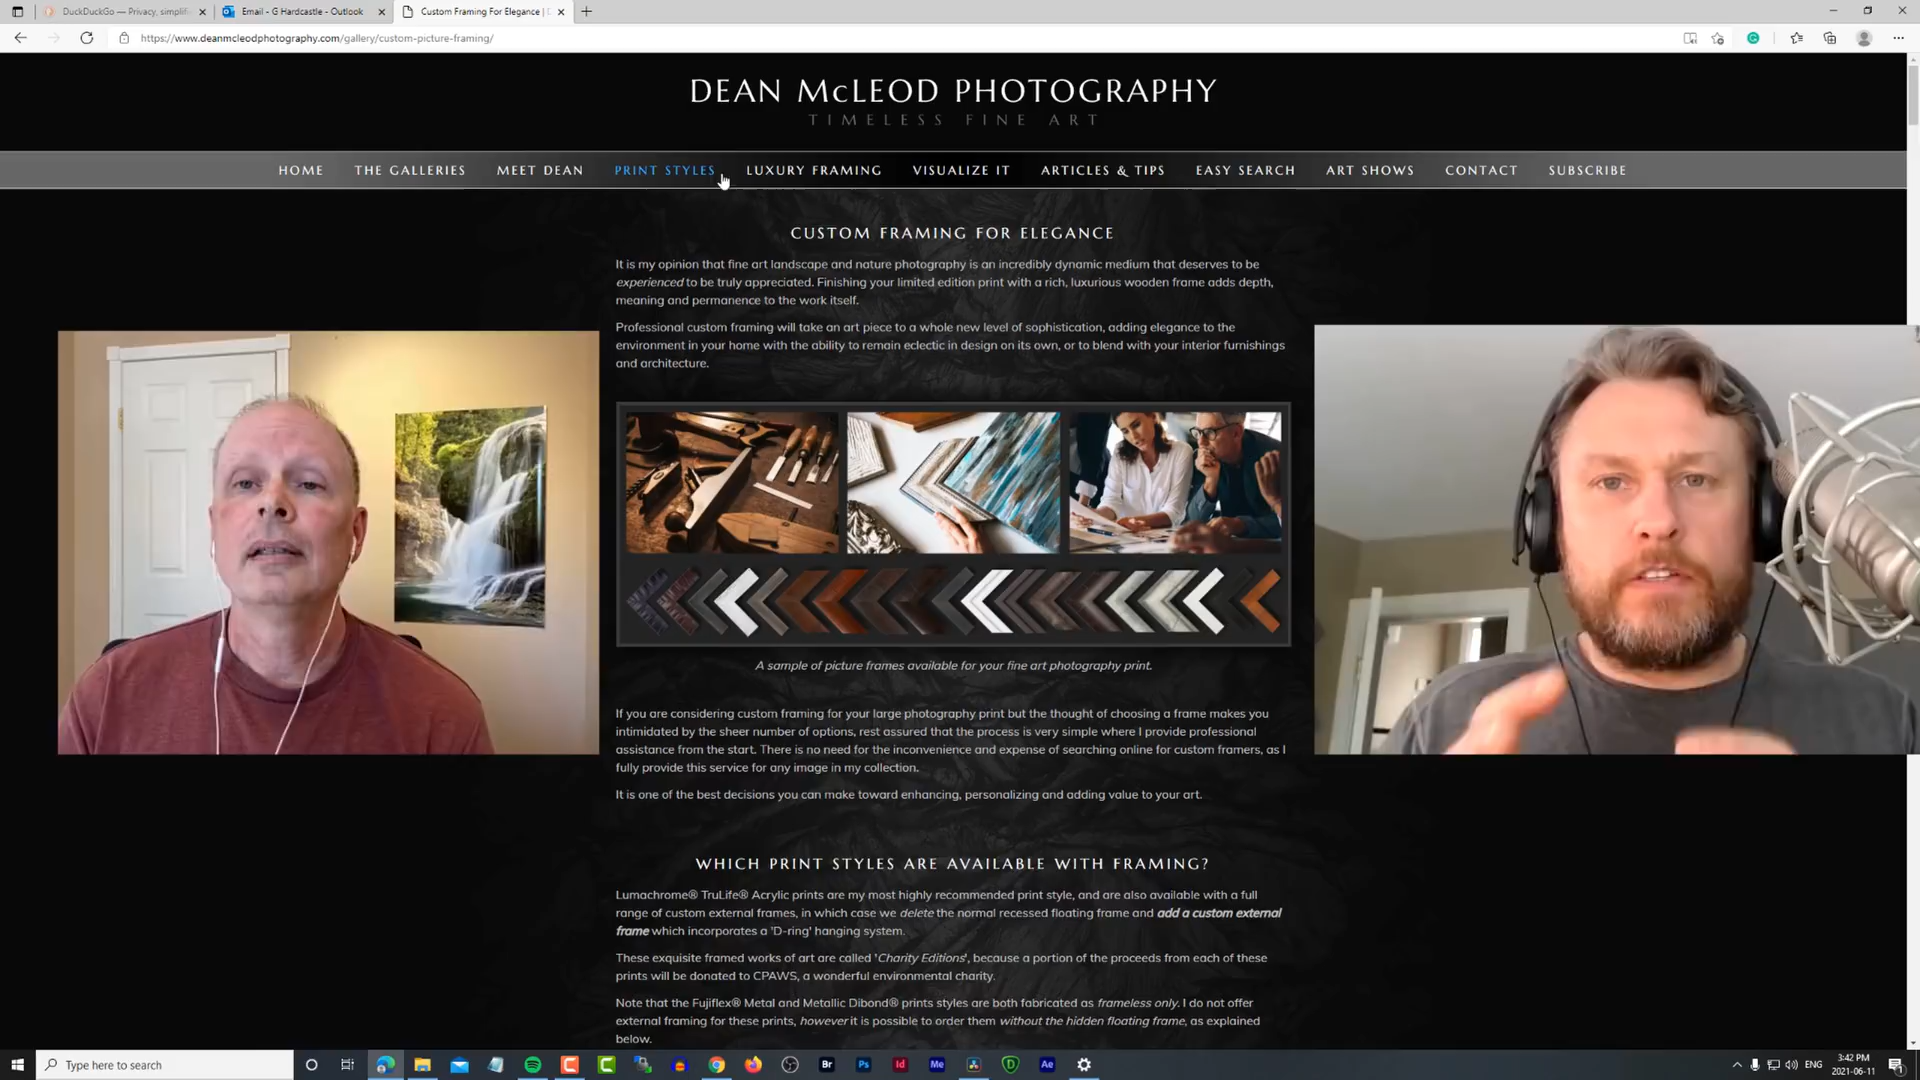 DuckDuckGo — Privacy, simplifi
Email - G Hardcastle - Outlook
Custom Framing For Elegance | D
https://www.deanmcleodphotography.com/gallery/custom-picture-framing/
DEAN McLEOD PHOTOGRAPHY
TIMELESS FINE ART
HOME THE GALLERIES MEET DEAN PRINT STYLES LUXURY FRAMING VISUALIZE IT ARTICLES & TIPS EASY SEARCH ART SHOWS CONTACT SUBSCRIBE
CUSTOM FRAMING FOR ELEGANCE
It is my opinion that fine art landscape and nature photography is an incredibly dynamic medium that deserves to be
experienced to be truly appreciated. Finishing your limited edition print with a rich, luxurious wooden frame adds depth,
meaning and permanence to the work itself.
Professional custom framing will take an art piece to a whole new level of sophistication, adding elegance to the
environment in your home with the ability to remain eclectic in design on its own, or to blend with your interior furnishings
and architecture.
A sample of picture frames available for your fine art photography print.
If you are considering custom framing for your large photography print but the thought of choosing a frame makes you
intimidated by the sheer number of options, rest assured that the process is very simple where I provide professional
assistance from the start. There is no need for the inconvenience and expense of searching online for custom framers, as I
fully provide this service for any image in my collection.
It is one of the best decisions you can make toward enhancing, personalizing and adding value to your art.
WHICH PRINT STYLES ARE AVAILABLE WITH FRAMING?
Lumachrome® TruLife® Acrylic prints are my most highly recommended print style, and are also available with a full
range of custom external frames, in which case we delete the normal recessed floating frame and add a custom external
frame which incorporates a 'D-ring' hanging system.
These exquisite framed works of art are called 'Charity Editions', because a portion of the proceeds from each of these
prints will be donated to CPAWS, a wonderful environmental charity.
Note that the Fujiflex® Metal and Metallic Dibond® prints styles are both fabricated as frameless only. I do not offer
external framing for these prints, however it is possible to order them without the hidden floating frame, as explained
below.
Type here to search
Br Ps Id Me Ae
ENG
3:42 PM
2021-06-11